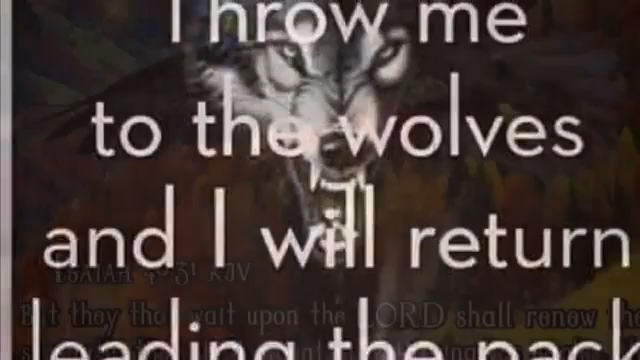 Throw me
to the wolves
and I will return
ISAIAH 40:31 KJV
But they that wait upon the LORD shall renew
leading the pack